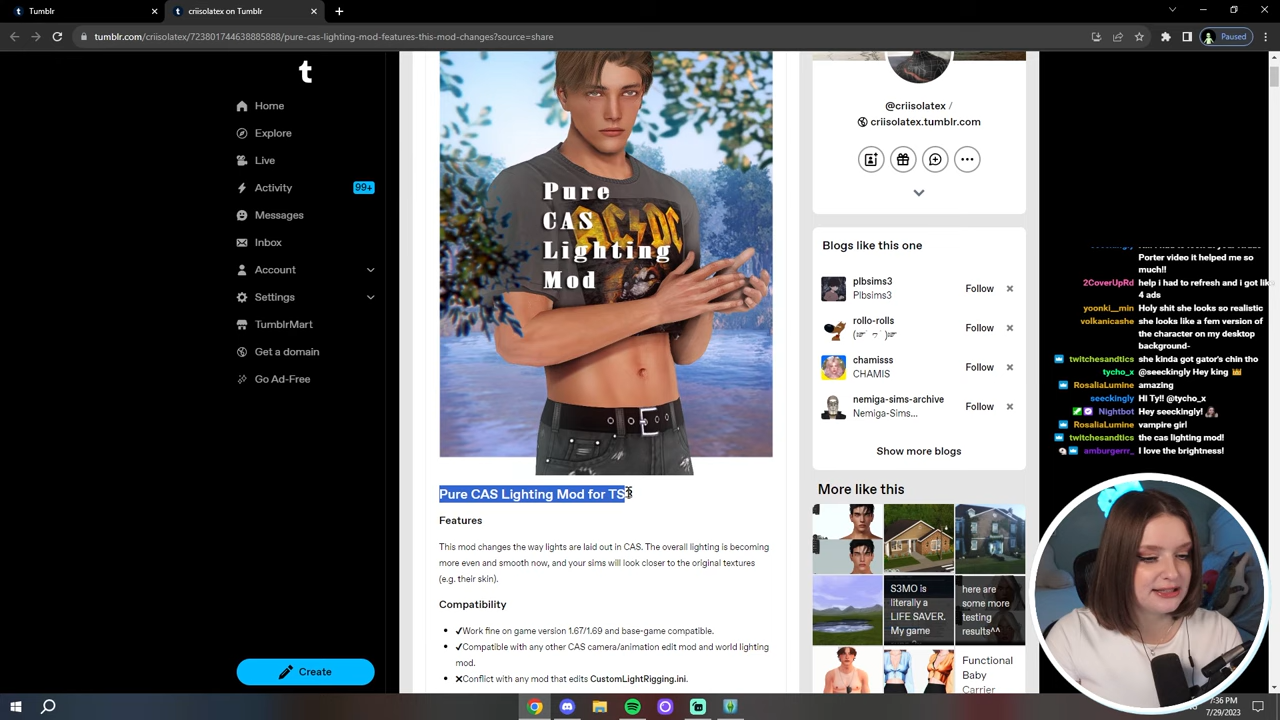 Tumblr
criisolatex on Tumblr
tumblr.com/criisolatex/723801744638885888/pure-cas-lighting-mod-features-this-mod-changes?source=share
Paused
t
Home
Explore
Live
Activity
99+
Messages
Inbox
Account
Settings
TumblrMart
Get a domain
Go Ad-Free
Create
Pure
CAS
Lighting
Mod
Pure CAS Lighting Mod for TS3
Features
This mod changes the way lights are laid out in CAS. The overall lighting is becoming
more even and smooth now, and your sims will look closer to the original textures
(e.g. their skin).
Compatibility
✔Work fine on game version 1.67/1.69 and base-game compatible.
✔Compatible with any other CAS camera/animation edit mod and world lighting
mod.
❌Conflict with any mod that edits CustomLightRigging.ini.
@criisolatex /
criisolatex.tumblr.com
Blogs like this one
plbsims3
Plbsims3
Follow
rollo-rolls
Follow
chamisss
CHAMIS
Follow
nemiga-sims-archive
Nemiga-Sims...
Follow
Show more blogs
More like this
S3MO is
literally a
LIFE SAVER.
My game
here are
some more
testing
results^^
Functional
Baby
Carrier
Porter video it helped me so
much!!
2CoverUpRd help i had to refresh and i got like
4 ads
yoonki__min Holy shit she looks so realistic
volkanicashe she looks like a fem version of
the character on my desktop
background-
twitchesandtics she kinda got gator's chin tho
tycho_x @seeckingly Hey king
RosaliaLumine amazing
seeckingly Hi Ty!! @tycho_x
Nightbot Hey seeckingly!
RosaliaLumine vampire girl
twitchesandtics the cas lighting mod!
amburgerrr_ I love the brightness!
7:36 PM
7/29/2023